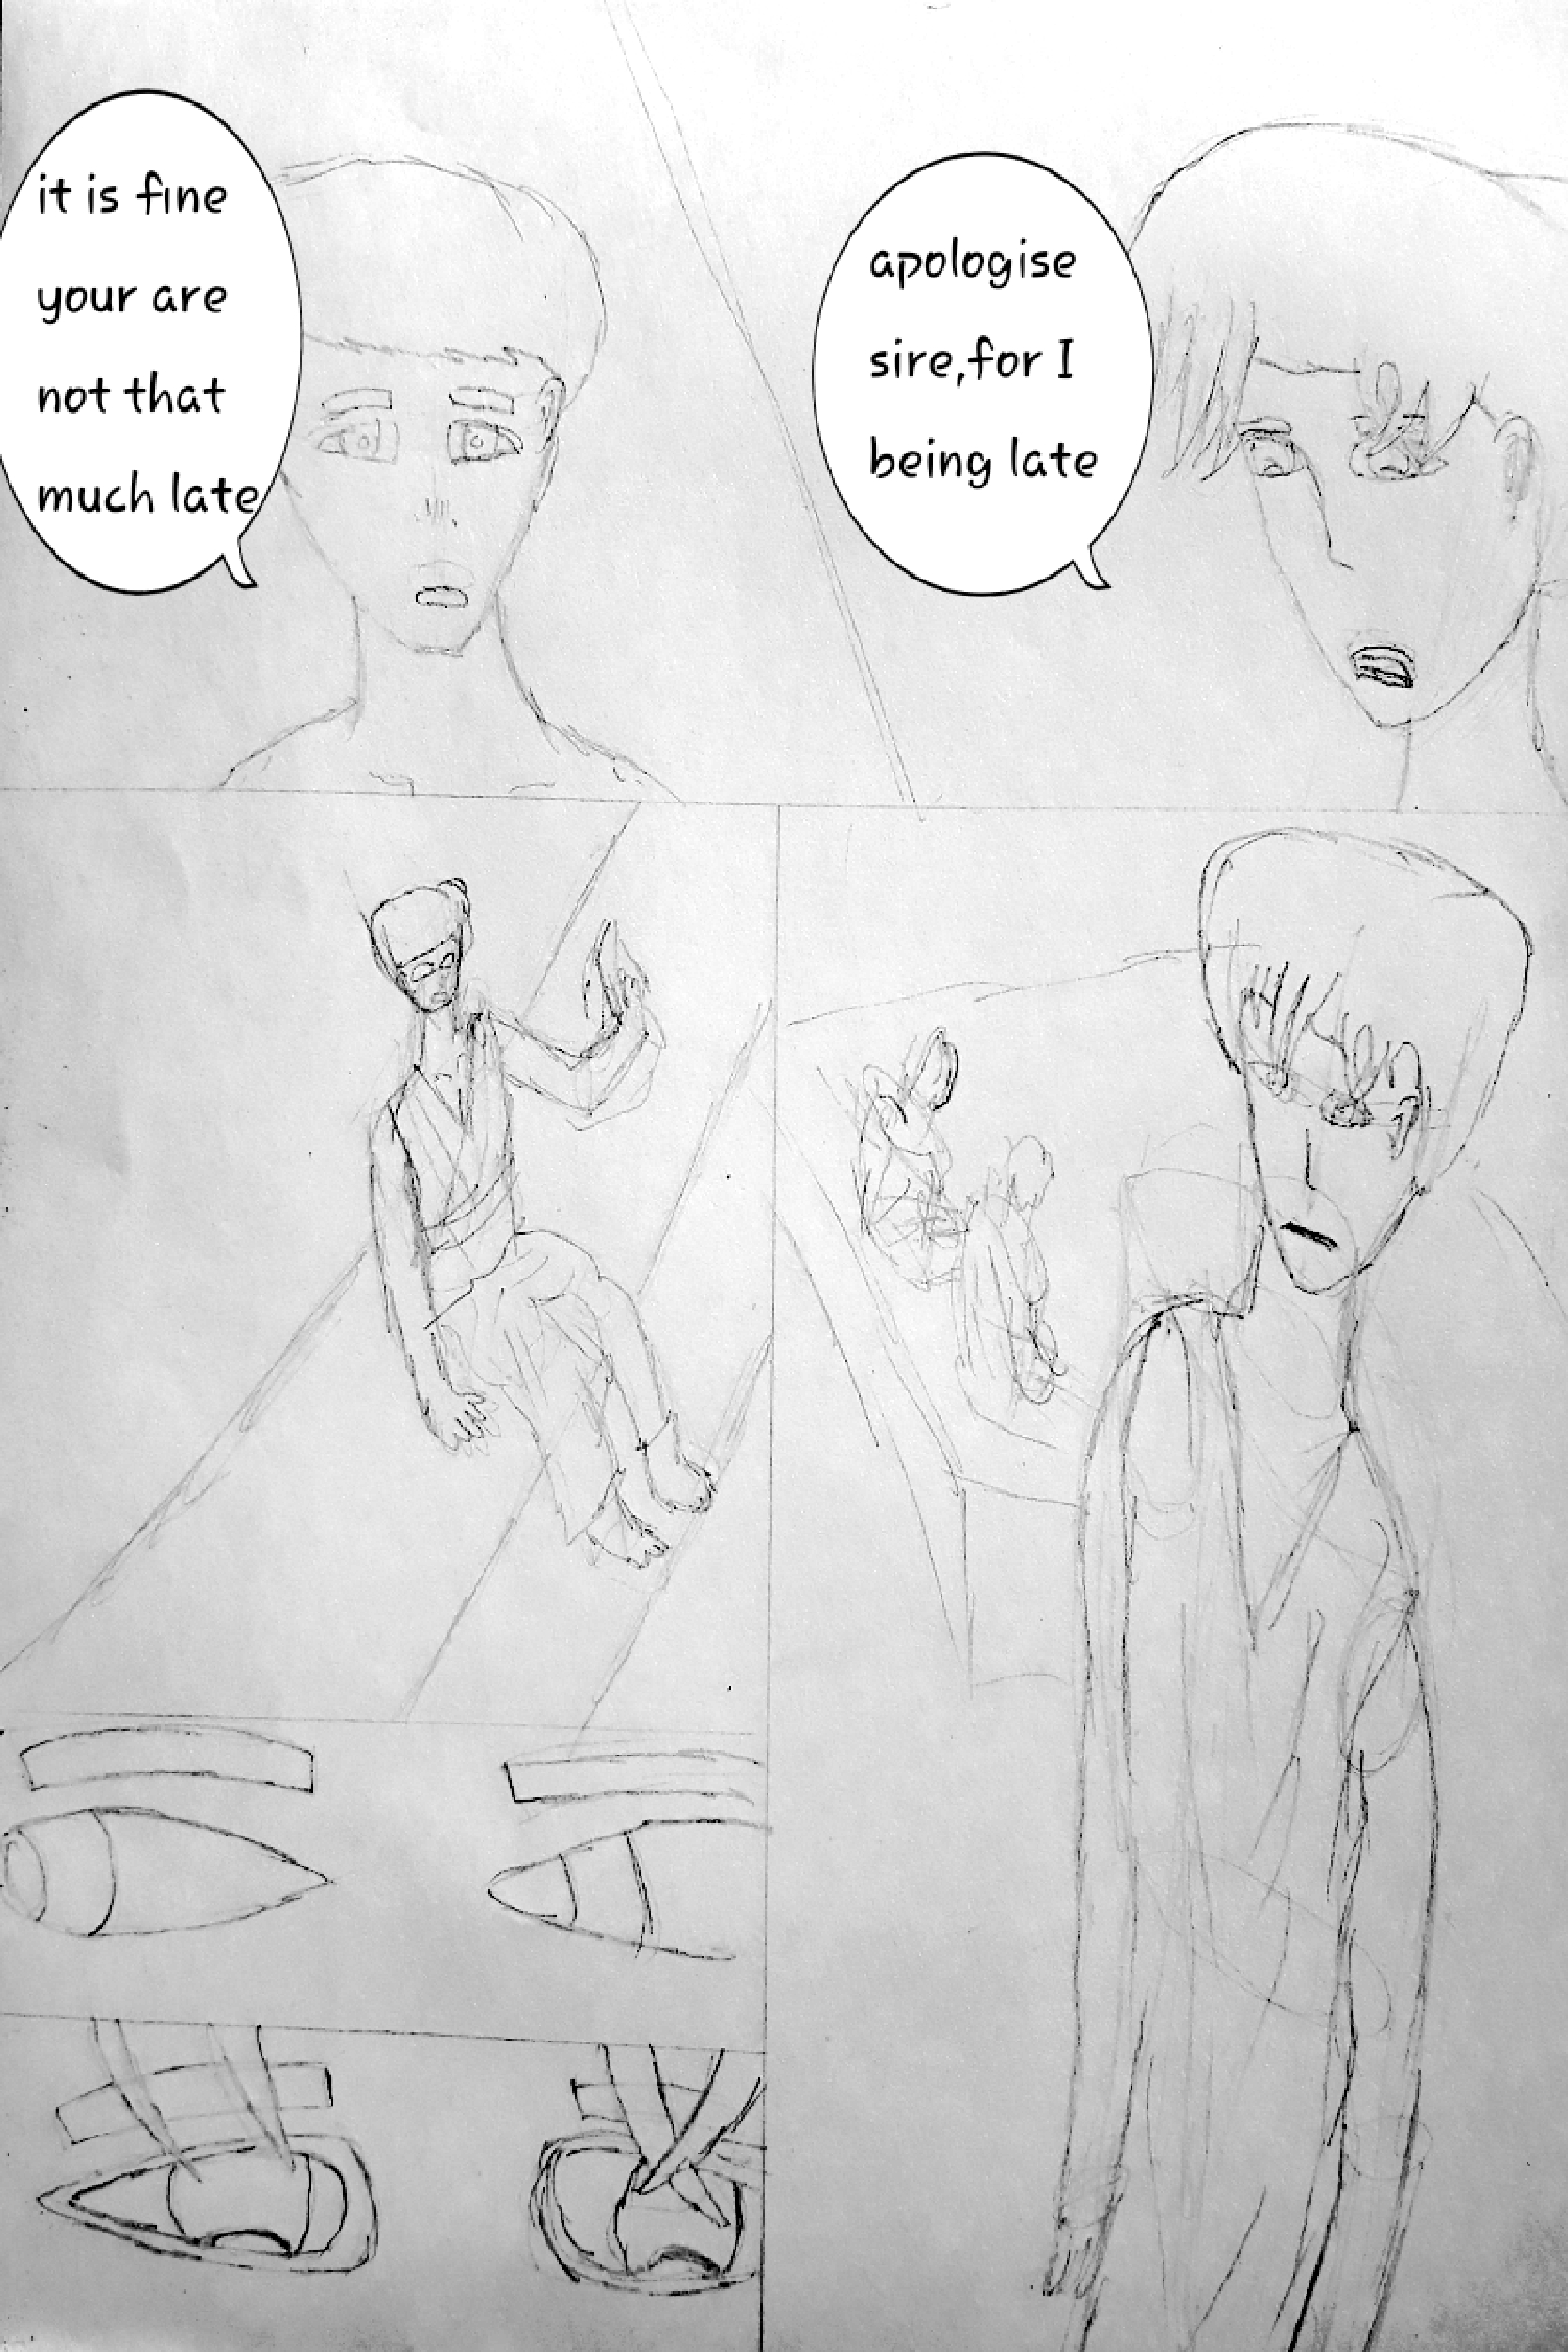 it is fine
your are
not that
much late
apologise
sire,for I
being late